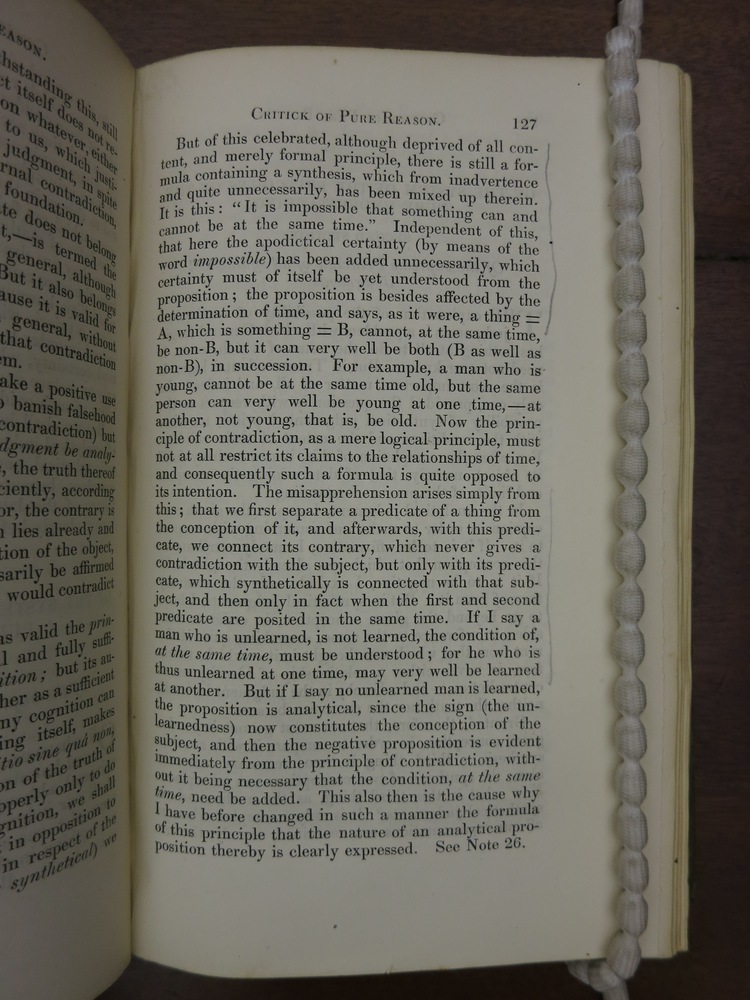 EASON.
thstanding this, still
ct itself does not re-
on whatever, either
to us, which justi-
judgment, in spite
rnal contradiction,
foundation.
te does not belong
t,—is termed the
general, although
But it also belongs
ause it is valid for
general, without
that contradiction
em.
ake a positive use
o banish falsehood
contradiction) but
dgment be analy-
, the truth thereof
ciently, according
or, the contrary is
n lies already and
tion of the object,
sarily be affirmed
would contradict
as valid the prin-
l and fully suffi-
ition; but its au-
her as a sufficient
ny cognition can
ing itself, makes
tio sine quâ non,
on of the truth of
operly only to do
gnition, we shall
in opposition to
in respect of the
synthetical) we
CRITICK OF PURE REASON. 127
But of this celebrated, although deprived of all con-
tent, and merely formal principle, there is still a for-
mula containing a synthesis, which from inadvertence
and quite unnecessarily, has been mixed up therein.
It is this: "It is impossible that something can and
cannot be at the same time." Independent of this,
that here the apodictical certainty (by means of the
word impossible) has been added unnecessarily, which
certainty must of itself be yet understood from the
proposition; the proposition is besides affected by the
determination of time, and says, as it were, a thing =
A, which is something = B, cannot, at the same time,
be non-B, but it can very well be both (B as well as
non-B), in succession. For example, a man who is
young, cannot be at the same time old, but the same
person can very well be young at one time,—at
another, not young, that is, be old. Now the prin-
ciple of contradiction, as a mere logical principle, must
not at all restrict its claims to the relationships of time,
and consequently such a formula is quite opposed to
its intention. The misapprehension arises simply from
this; that we first separate a predicate of a thing from
the conception of it, and afterwards, with this predi-
cate, we connect its contrary, which never gives a
contradiction with the subject, but only with its predi-
cate, which synthetically is connected with that sub-
ject, and then only in fact when the first and second
predicate are posited in the same time. If I say a
man who is unlearned, is not learned, the condition of,
at the same time, must be understood; for he who is
thus unlearned at one time, may very well be learned
at another. But if I say no unlearned man is learned,
the proposition is analytical, since the sign (the un-
learnedness) now constitutes the conception of the
subject, and then the negative proposition is evident
immediately from the principle of contradiction, with-
out it being necessary that the condition, at the same
time, need be added. This also then is the cause why
I have before changed in such a manner the formula
of this principle that the nature of an analytical pro-
position thereby is clearly expressed. See Note 26.